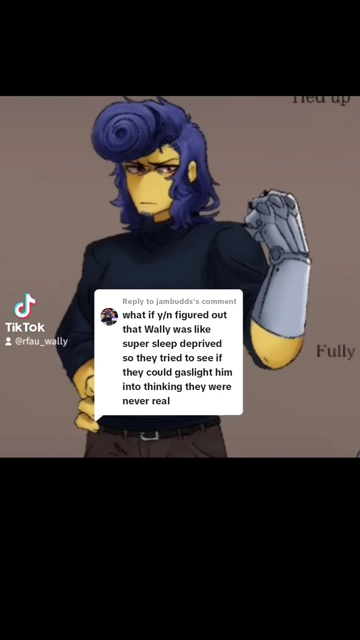 Tied up
Reply to jambudds's comment
what if y/n figured out
that Wally was like
super sleep deprived
so they tried to see if
they could gaslight him
into thinking they were
never real
TikTok
@rfau_wally
Fully